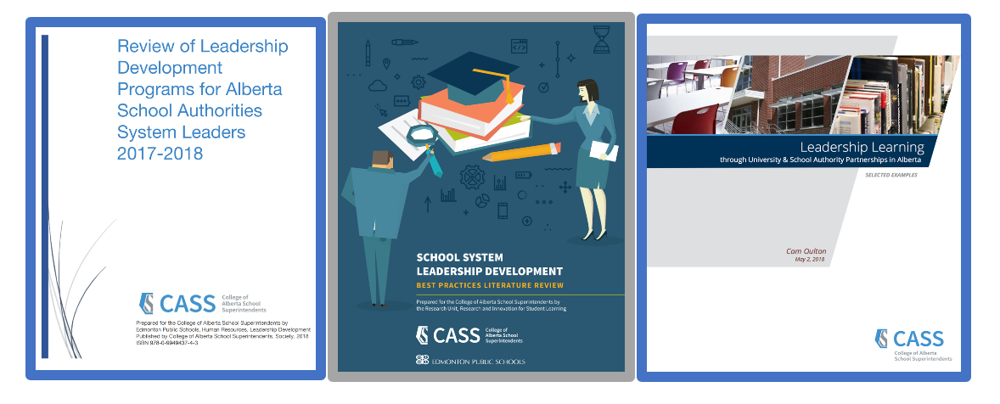 Review of Leadership
Development
Programs for Alberta
School Authorities
System Leaders
2017-2018
CASS
College of
Alberta School
Superintendents
Prepared for the College of Alberta School Superintendents by
Edmonton Public Schools, Human Resources, Leadership Development
Published by College of Alberta School Superintendents, Society, 2018
ISBN 978-0-9949437-4-3
SCHOOL SYSTEM
LEADERSHIP DEVELOPMENT
BEST PRACTICES LITERATURE REVIEW
Prepared for the College of Alberta School Superintendents by
the Research Unit, Research and Innovation for Student Learning
CASS
College of
Alberta School
Superintendents
EDMONTON PUBLIC SCHOOLS
Leadership Learning
through University & School Authority Partnerships in Alberta
SELECTED EXAMPLES
Cam Oulton
May 2, 2018
CASS
College of Alberta
School Superintendents